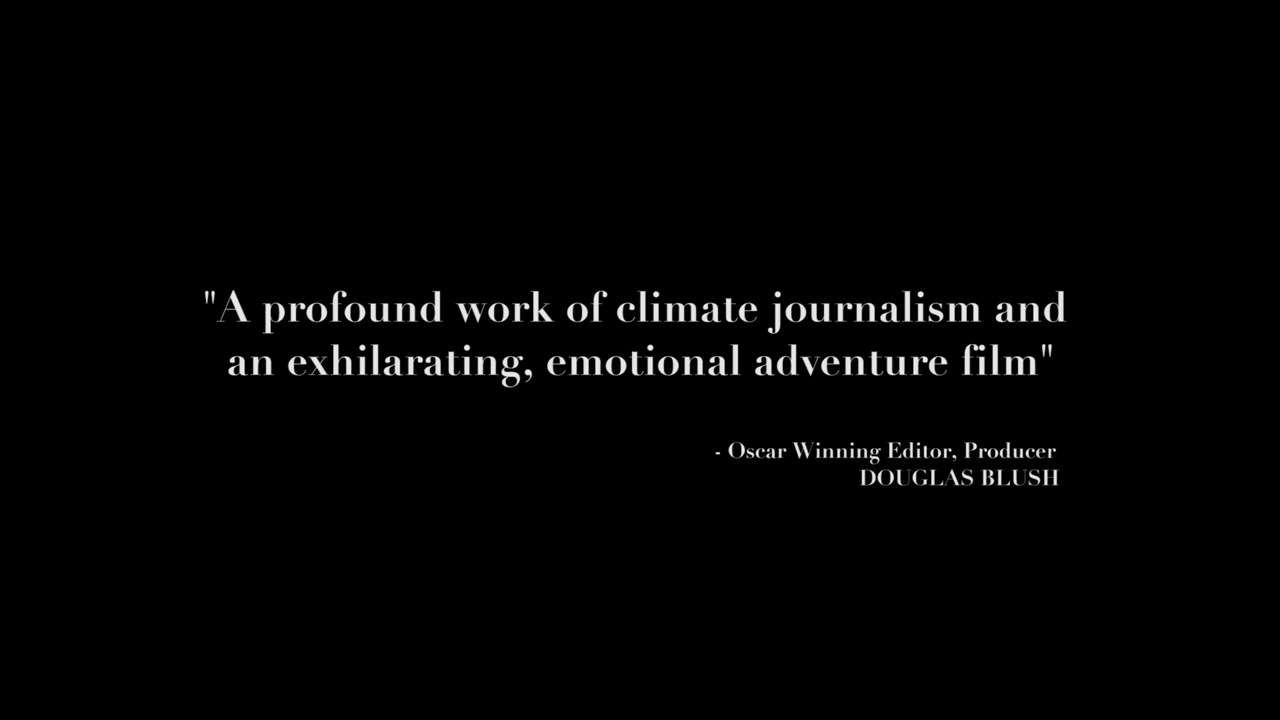 "A profound work of climate journalism and
an exhilarating, emotional adventure film"
- Oscar Winning Editor, Producer
DOUGLAS BLUSH